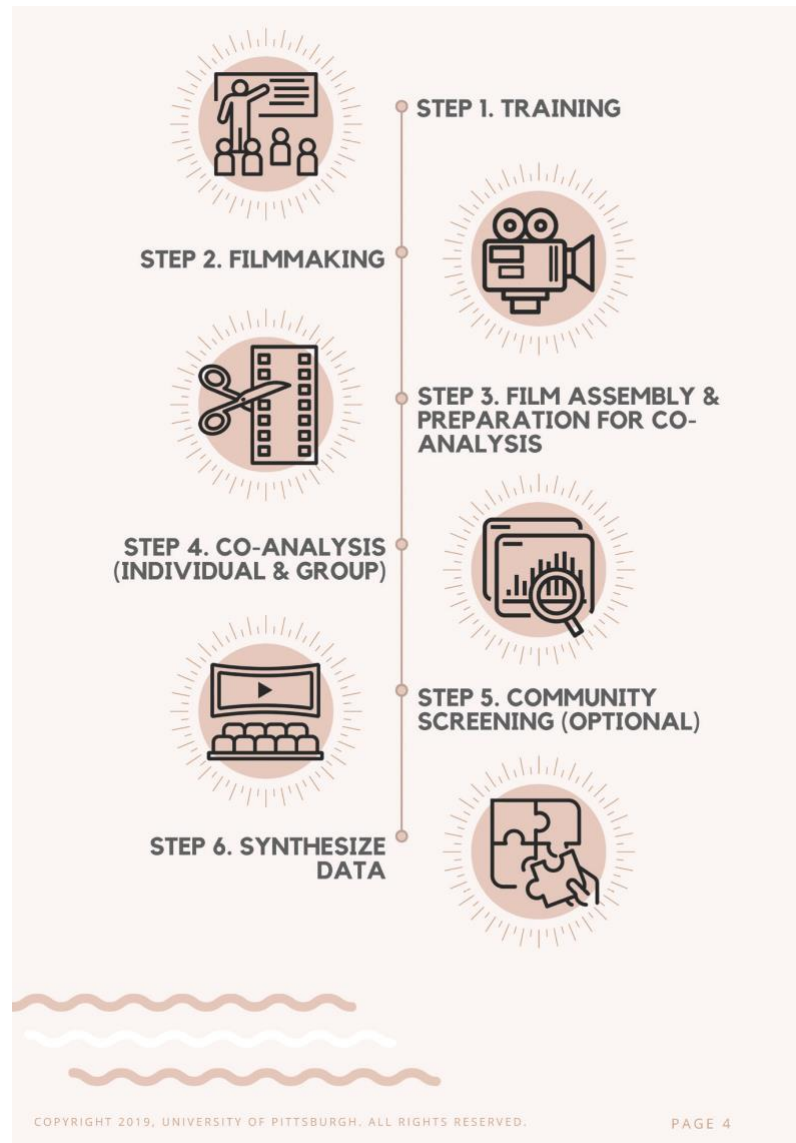 STEP 1. TRAINING
STEP 2. FILMMAKING
STEP 3. FILM ASSEMBLY &
PREPARATION FOR CO-
ANALYSIS
STEP 4. CO-ANALYSIS
(INDIVIDUAL & GROUP)
STEP 5. COMMUNITY
SCREENING (OPTIONAL)
STEP 6. SYNTHESIZE
DATA
COPYRIGHT 2019, UNIVERSITY OF PITTSBURGH. ALL RIGHTS RESERVED.
PAGE 4